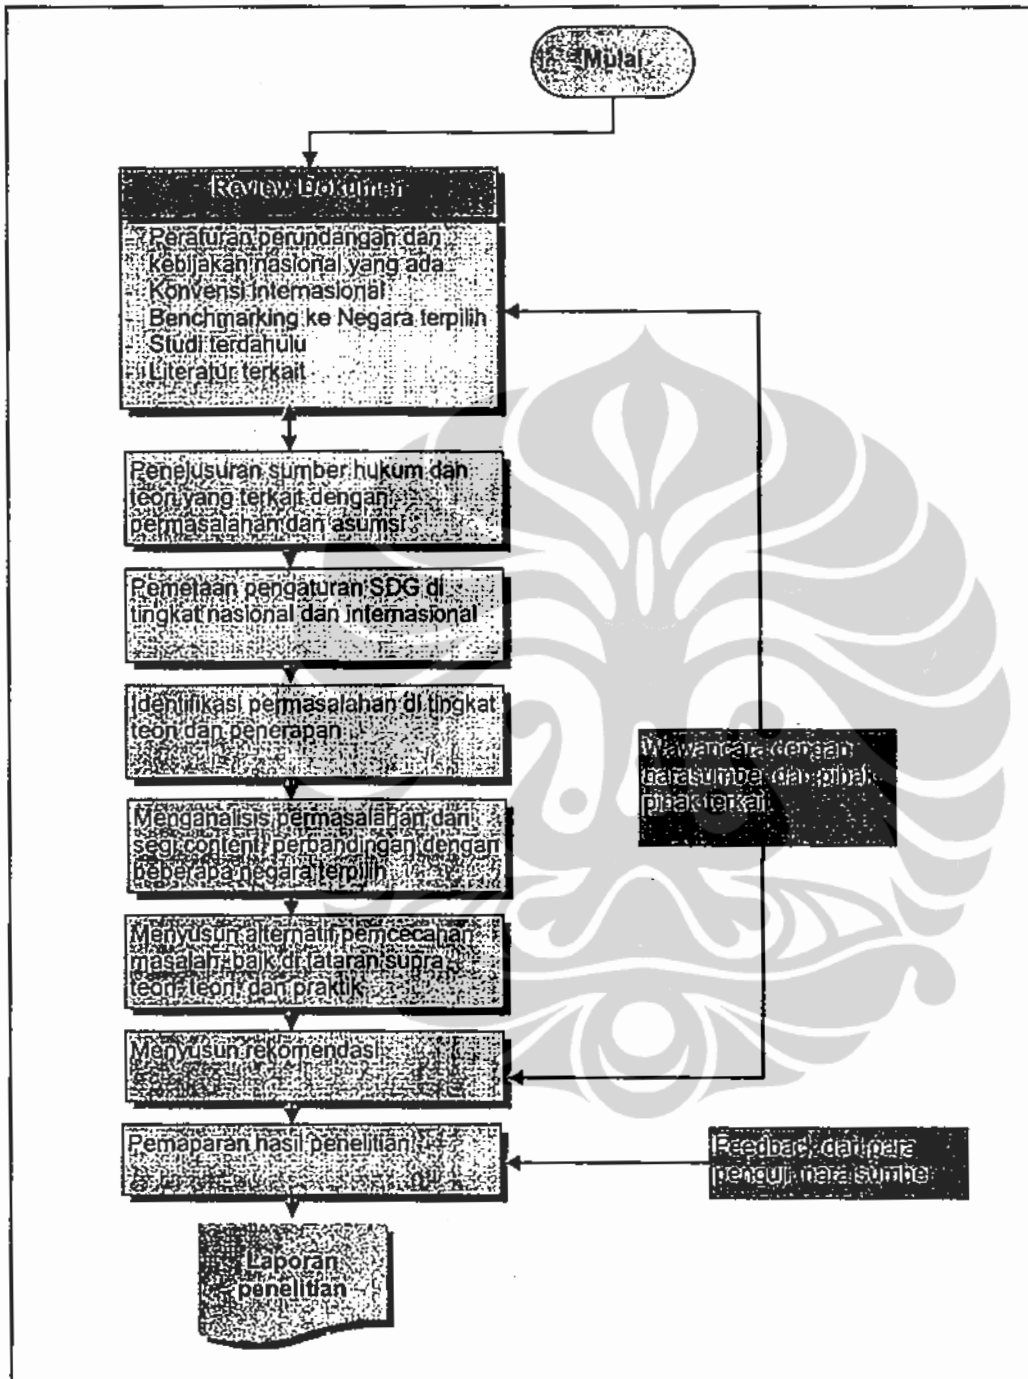 Mulai
Review Dokumen
- Peraturan perundangan dan
kebijakan nasional yang ada
- Konvensi Internasional
- Benchmarking ke Negara terpilih
- Studi terdahulu
- Literatur terkait
Penelusuran sumber hukum dan
teori yang terkait dengan
permasalahan dan asumsi
Pemetaan pengaturan SDG di
tingkat nasional dan internasional
Identifikasi permasalahan di tingkat
teori dan penerapan
Menganalisis permasalahan dari
segi content, perbandingan dengan
beberapa negara terpilih
Menyusun alternatif pemcecahan
masalah, baik di tataran supra
teori, teori dan praktik
Menyusun rekomendasi
Wawancara dengan
narasumber dan pihak
pihak terkait
Pemaparan hasil penelitian
Feedback dari para
penguji nara sumber
Laporan
penelitian